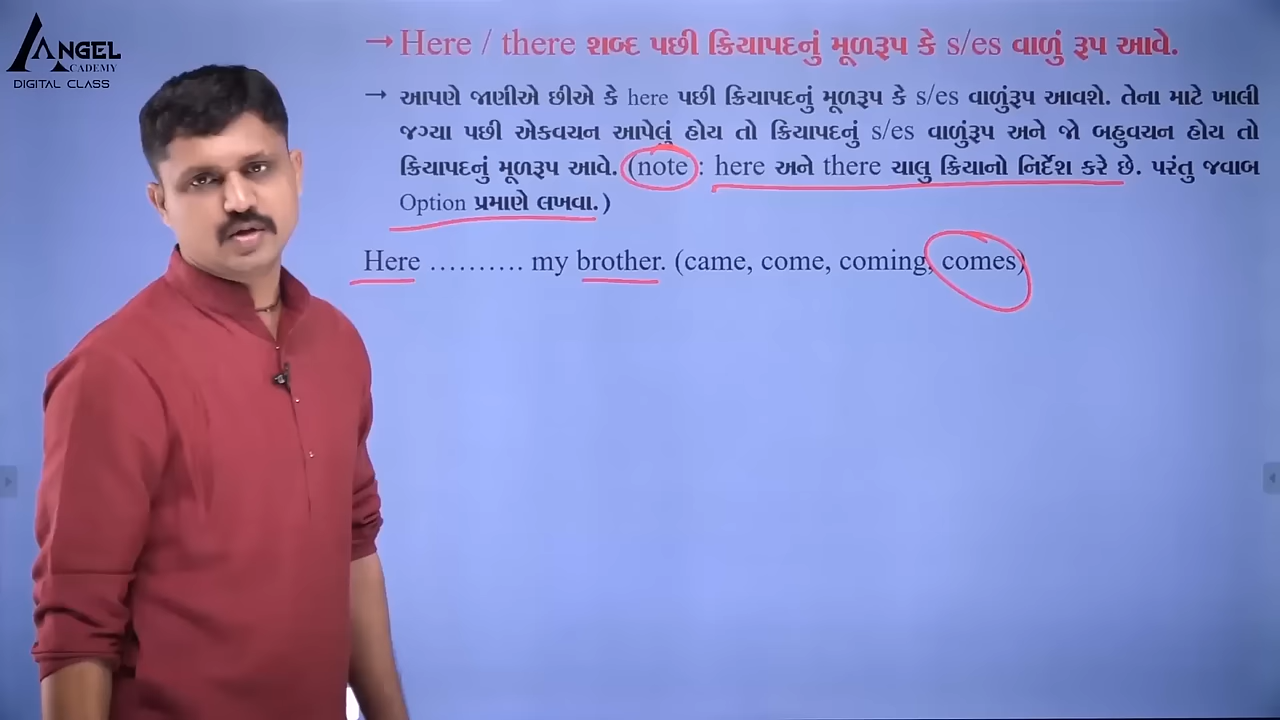 ANGEL
ACADEMY
DIGITAL CLASS
→ Here / there શબ્દ પછી ક્રિયાપદનું મૂળરૂપ કે s/es વાળું રૂપ આવે.
→ આપણે જાણીએ છીએ કે here પછી ક્રિયાપદનું મૂળરૂપ કે s/es વાળુંરૂપ આવશે. તેના માટે ખાલી
જગ્યા પછી એકવચન આપેલું હોય તો ક્રિયાપદનું s/es વાળુંરૂપ અને જો બહુવચન હોય તો
ક્રિયાપદનું મૂળરૂપ આવે. (note : here અને there ચાલુ ક્રિયાનો નિર્દેશ કરે છે. પરંતુ જવાબ
Option પ્રમાણે લખવા.)
Here .......... my brother. (came, come, coming, comes)